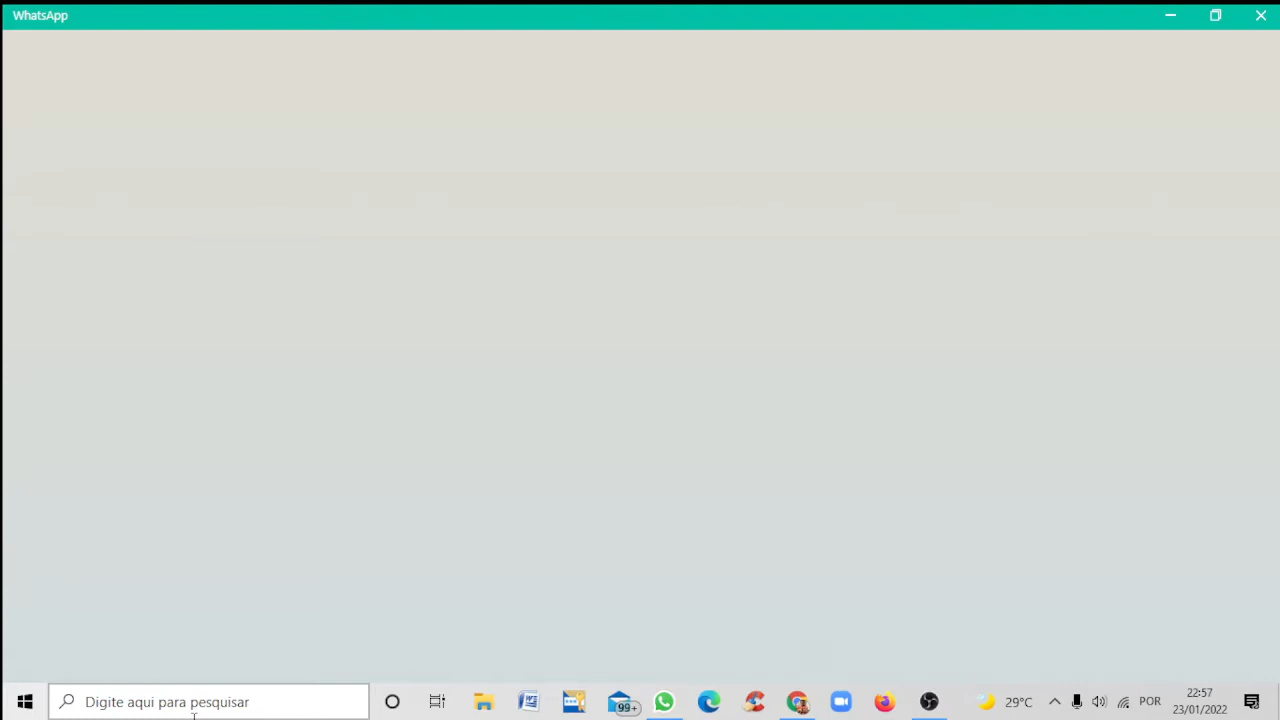 WhatsApp
Digite aqui para pesquisar
99+
29°C
POR
22:57
23/01/2022